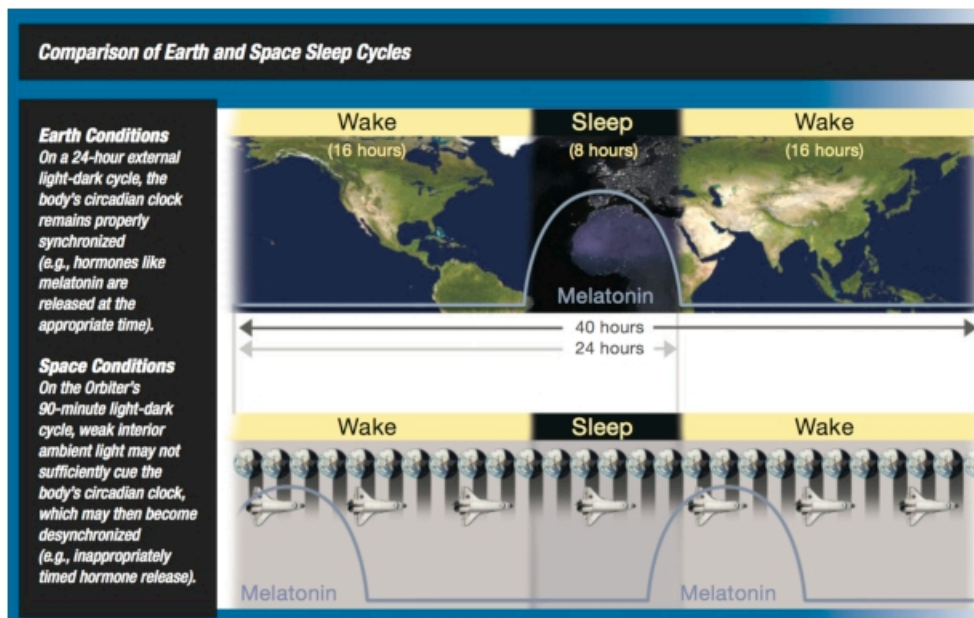 Comparison of Earth and Space Sleep Cycles
Earth Conditions
On a 24-hour external
light-dark cycle, the
body's circadian clock
remains properly
synchronized
(e.g., hormones like
melatonin are
released at the
appropriate time).
Space Conditions
On the Orbiter's
90-minute light-dark
cycle, weak interior
ambient light may not
sufficiently cue the
body's circadian clock,
which may then become
desynchronized
(e.g., inappropriately
timed hormone release).
Wake Sleep Wake
(16 hours) (8 hours) (16 hours)
Melatonin
40 hours
24 hours
Wake Sleep Wake
Melatonin Melatonin